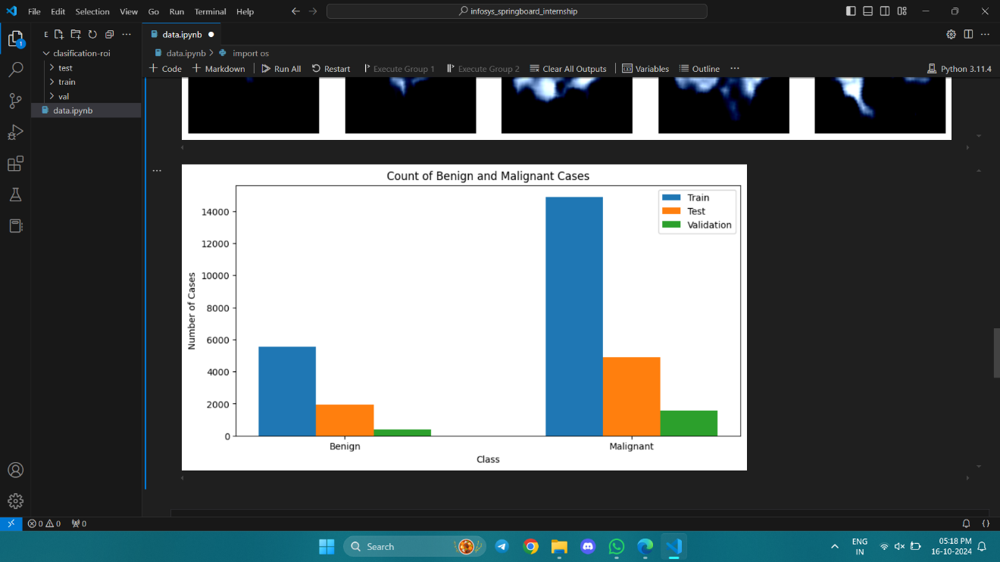 File Edit Selection View Go Run Terminal Help
infosys_springboard_internship
E
data.ipynb
1
clasification-roi
data.ipynb > import os
test
Code Markdown Run All Restart Execute Group 1 Execute Group 2 Clear All Outputs Variables Outline ... Python 3.11.4
train
val
data.ipynb
...
Count of Benign and Malignant Cases
Train
Test
Validation
14000
12000
10000
8000
6000
4000
2000
0
Number of Cases
Benign Malignant
Class
0 0 0
Search
ENG
IN
05:18 PM
16-10-2024